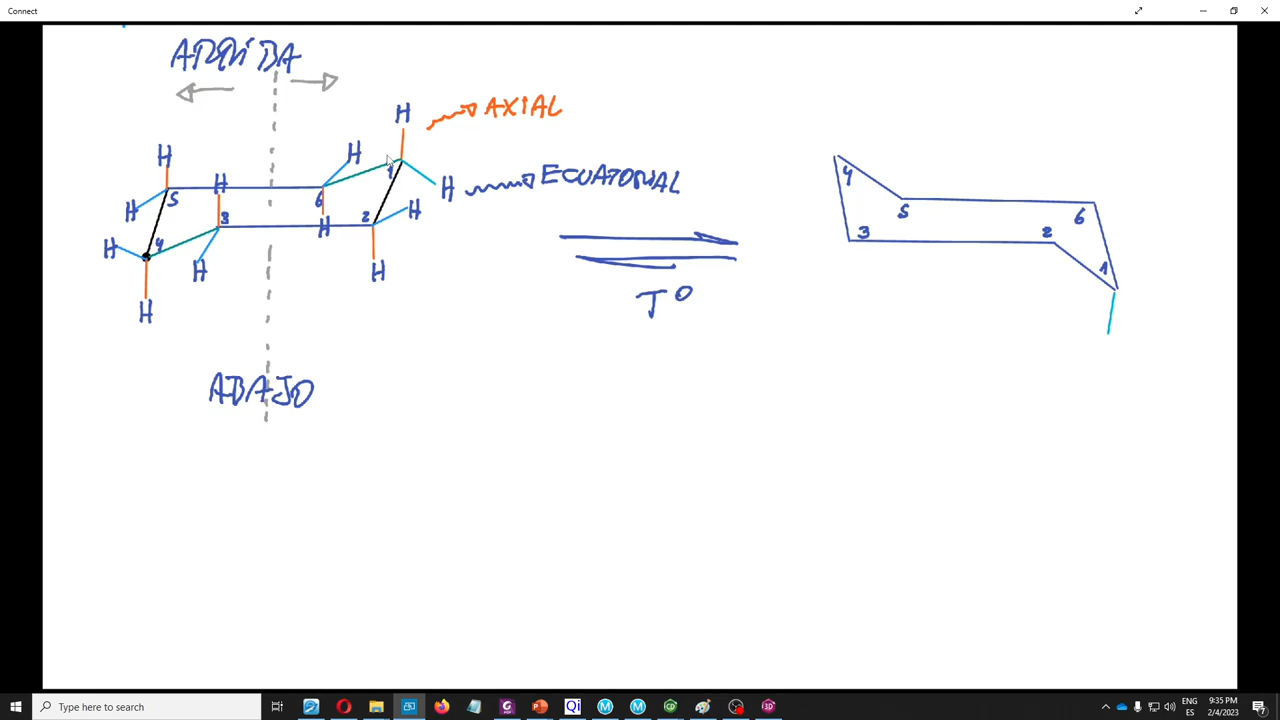 Connect
ARRIBA
H
AXIAL
H
H
H
1
ECUATORIAL
H
5
H
6
H
H
3
H
2
H
4
H
H
H
H
4
5
6
3
2
1
T°
ABAJO
Type here to search
ENG
ES
9:35 PM
2/4/2023